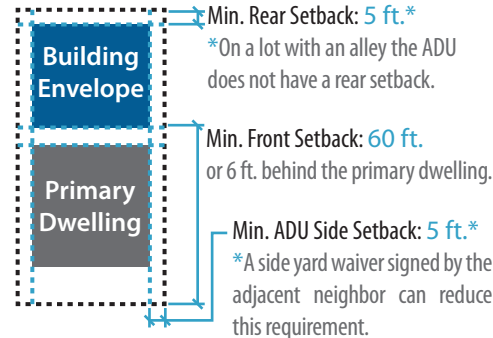 Min. Rear Setback: 5 ft.*
*On a lot with an alley the ADU
does not have a rear setback.
Building
Envelope
Min. Front Setback: 60 ft.
or 6 ft. behind the primary dwelling.
Primary
Dwelling
Min. ADU Side Setback: 5 ft.*
*A side yard waiver signed by the
adjacent neighbor can reduce
this requirement.